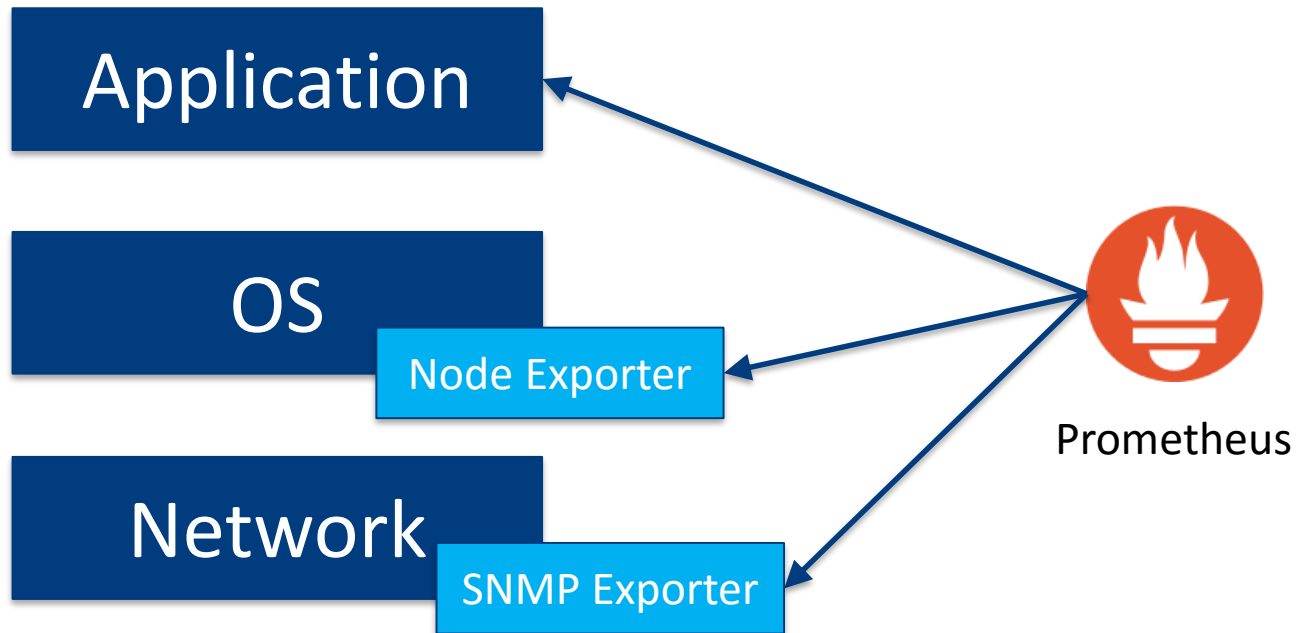 Application
OS
Node Exporter
Prometheus
Network
SNMP Exporter